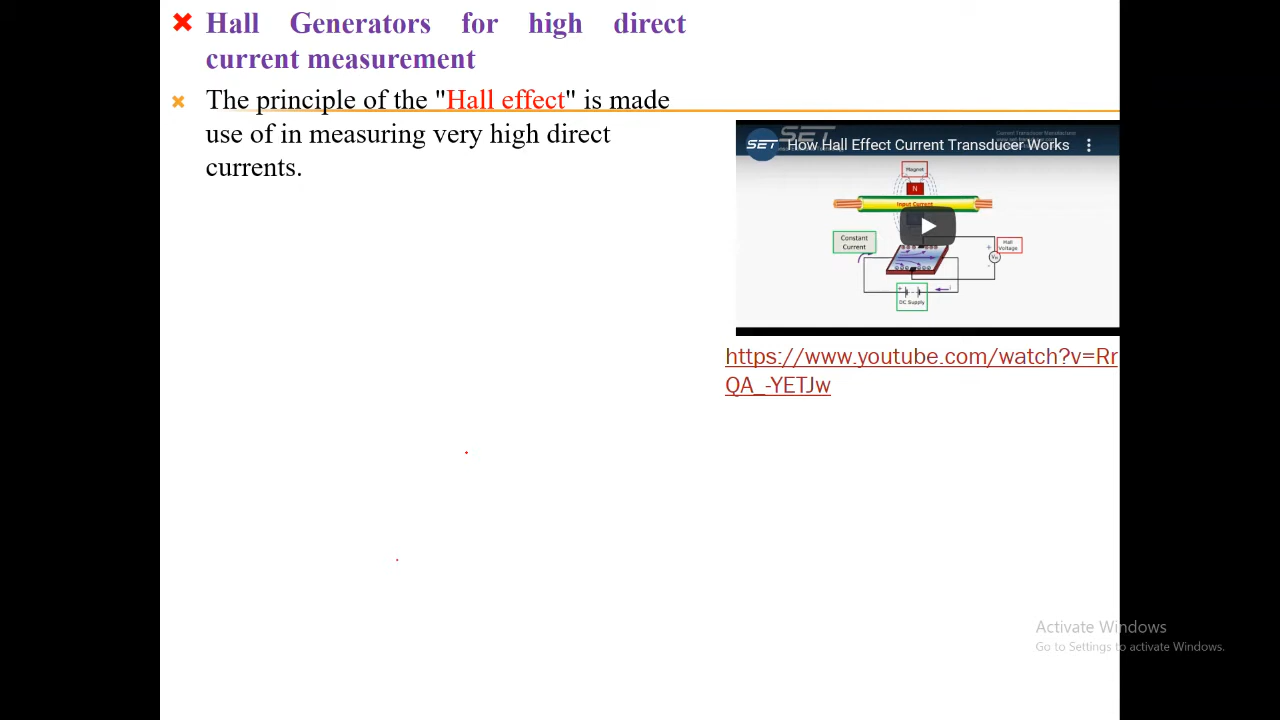 Hall Generators for high direct
current measurement
The principle of the "Hall effect" is made
use of in measuring very high direct
currents.
SET
How Hall Effect Current Transducer Works
Magnet
N
Input Current
Constant
Current
Hall
Voltage
+
-
DC Supply
https://www.youtube.com/watch?v=Rr
QA_-YETJw
Activate Windows
Go to Settings to activate Windows.